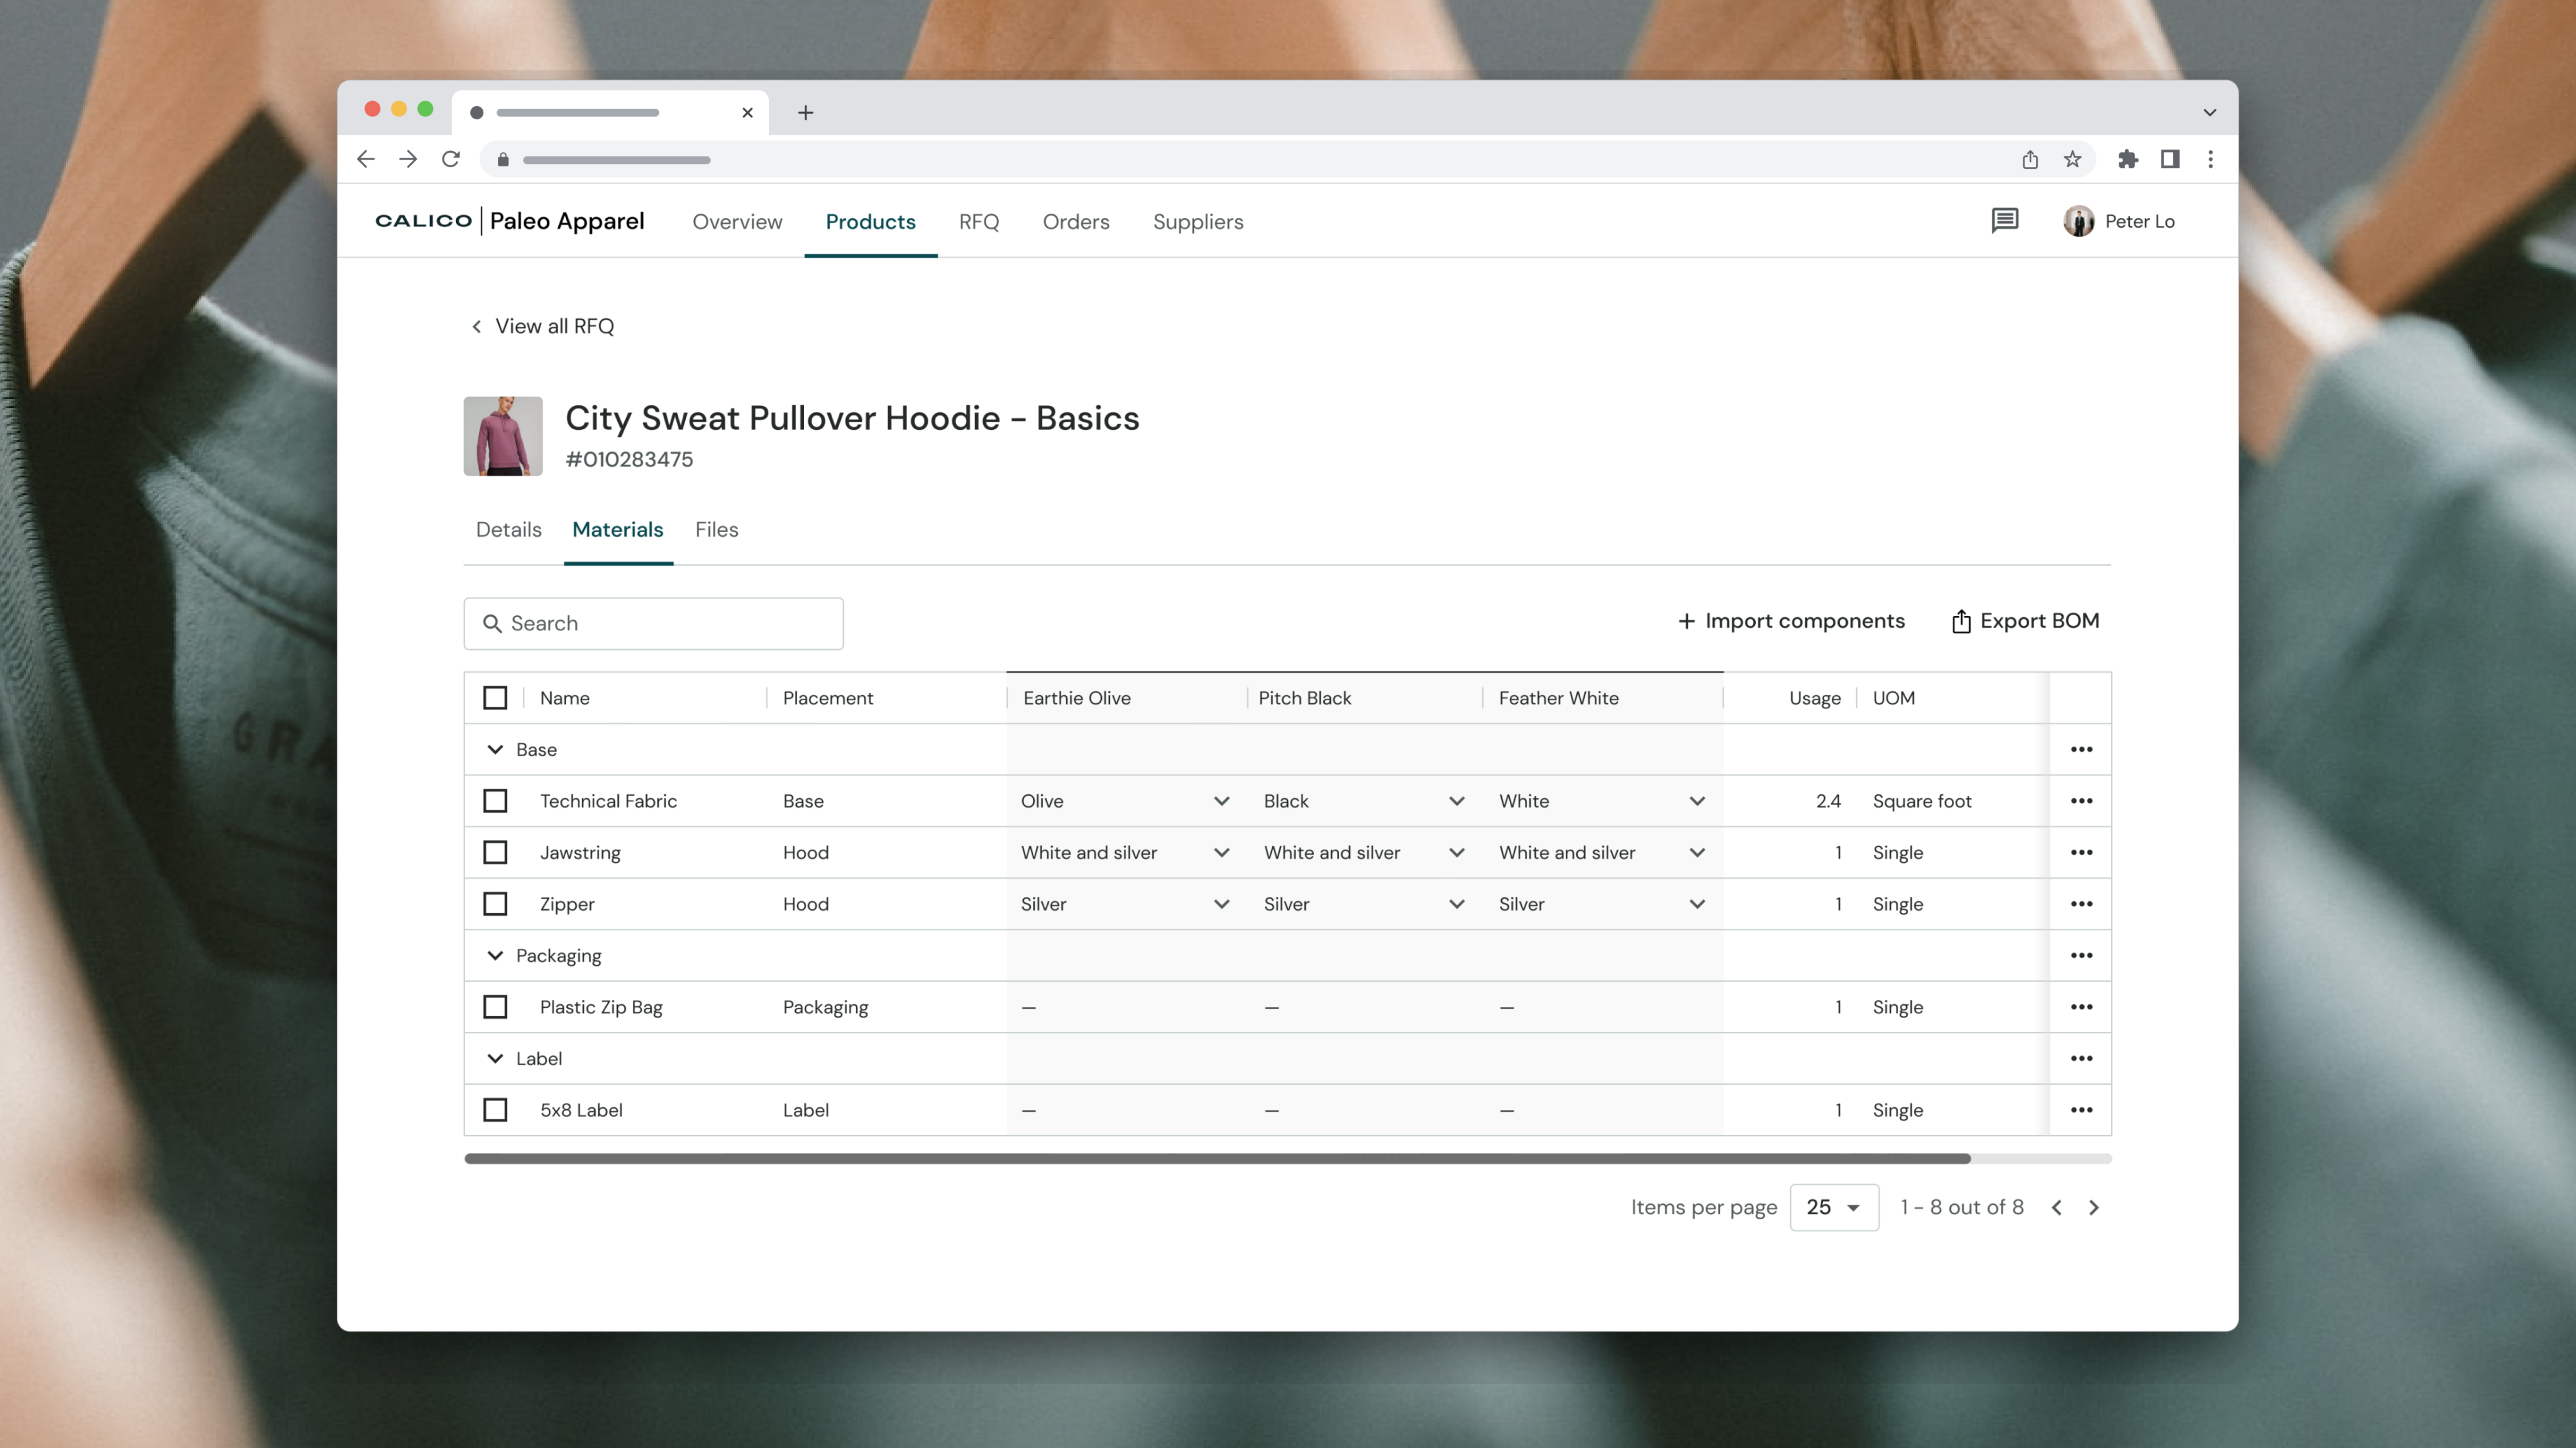 CALICO | Paleo Apparel Overview Products RFQ Orders Suppliers Peter Lo
View all RFQ
City Sweat Pullover Hoodie – Basics
#010283475
Details Materials Files
Search + Import components Export BOM
Name Placement Earthie Olive Pitch Black Feather White Usage UOM
Base
Technical Fabric Base Olive Black White 2.4 Square foot
Jawstring Hood White and silver White and silver White and silver 1 Single
Zipper Hood Silver Silver Silver 1 Single
Packaging
Plastic Zip Bag Packaging — — — 1 Single
Label
5x8 Label Label — — — 1 Single
Items per page 25 1 – 8 out of 8
GRA